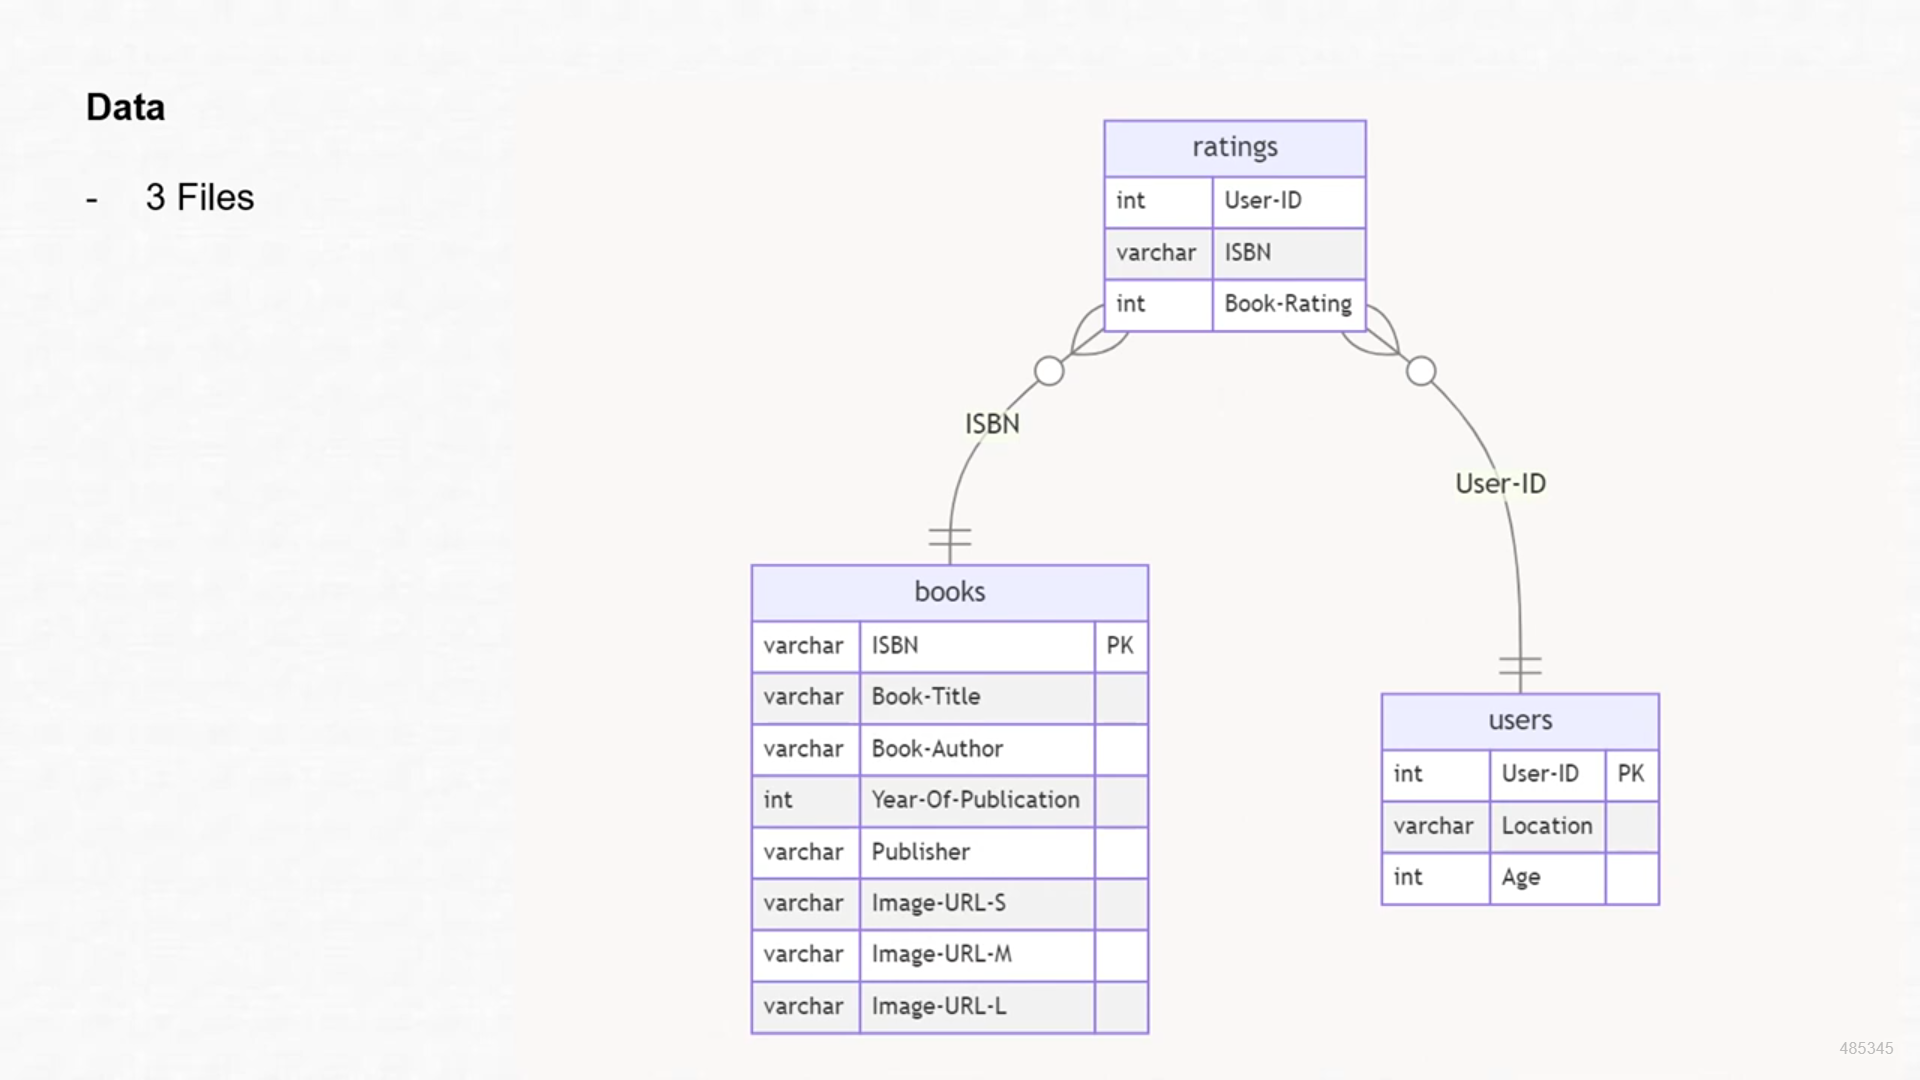 Data
- 3 Files
ratings
int User-ID
varchar ISBN
int Book-Rating
ISBN
User-ID
books
varchar ISBN PK
varchar Book-Title
varchar Book-Author
int Year-Of-Publication
varchar Publisher
varchar Image-URL-S
varchar Image-URL-M
varchar Image-URL-L
users
int User-ID PK
varchar Location
int Age
485345